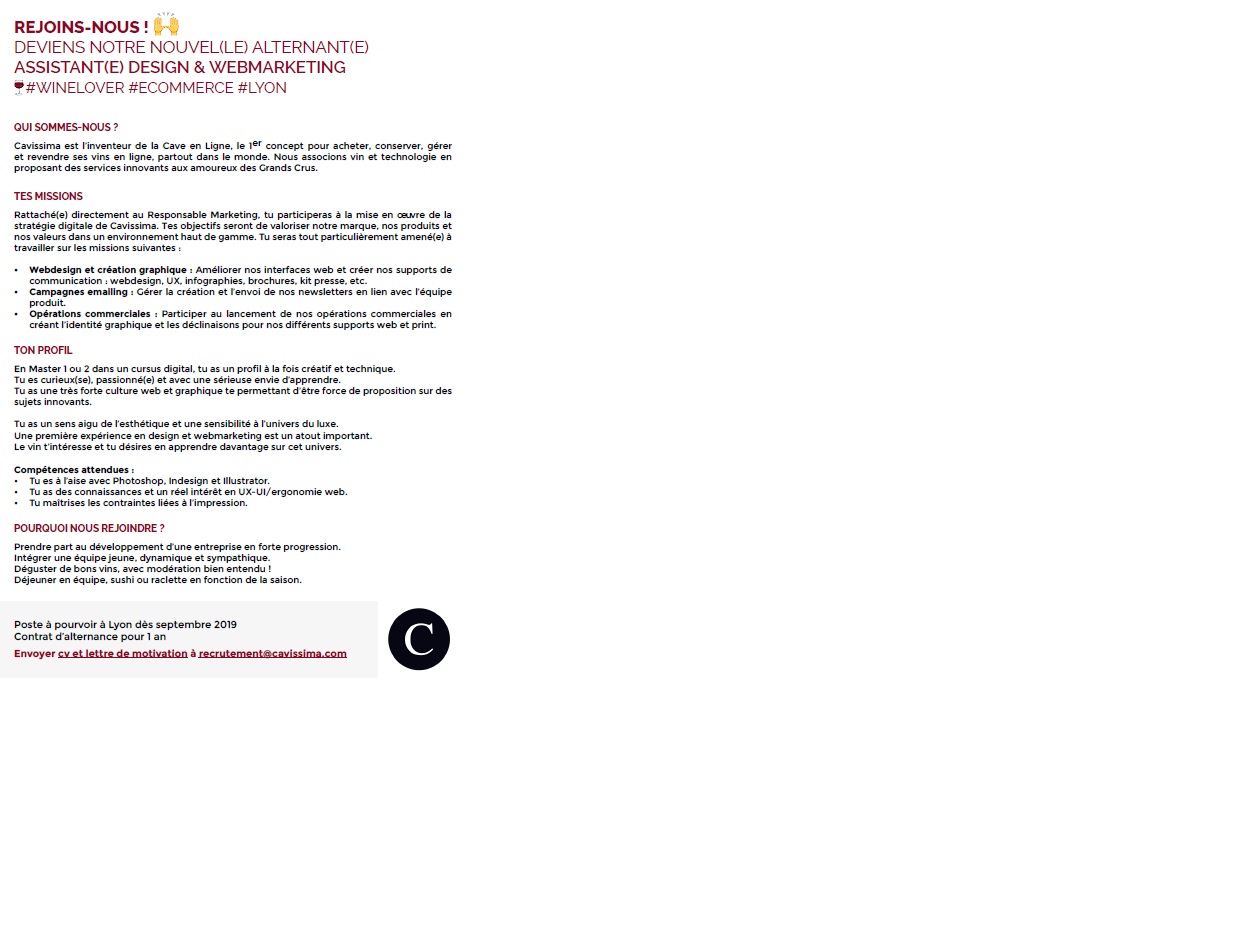 REJOINS-NOUS ! 🙌
DEVIENS NOTRE NOUVEL(LE) ALTERNANT(E)
ASSISTANT(E) DESIGN & WEBMARKETING
🍷#WINELOVER #ECOMMERCE #LYON
QUI SOMMES-NOUS ?
Cavissima est l'inventeur de la Cave en Ligne, le 1er concept pour acheter, conserver, gérer
et revendre ses vins en ligne, partout dans le monde. Nous associons vin et technologie en
proposant des services innovants aux amoureux des Grands Crus.
TES MISSIONS
Rattaché(e) directement au Responsable Marketing, tu participeras à la mise en œuvre de la
stratégie digitale de Cavissima. Tes objectifs seront de valoriser notre marque, nos produits et
nos valeurs dans un environnement haut de gamme. Tu seras tout particulièrement amené(e) à
travailler sur les missions suivantes :
• Webdesign et création graphique : Améliorer nos interfaces web et créer nos supports de
communication : webdesign, UX, infographies, brochures, kit presse, etc.
• Campagnes emailing : Gérer la création et l'envoi de nos newsletters en lien avec l'équipe
produit.
• Opérations commerciales : Participer au lancement de nos opérations commerciales en
créant l'identité graphique et les déclinaisons pour nos différents supports web et print.
TON PROFIL
En Master 1 ou 2 dans un cursus digital, tu as un profil à la fois créatif et technique.
Tu es curieux(se), passionné(e) et avec une sérieuse envie d'apprendre.
Tu as une très forte culture web et graphique te permettant d'être force de proposition sur des
sujets innovants.
Tu as un sens aigu de l'esthétique et une sensibilité à l'univers du luxe.
Une première expérience en design et webmarketing est un atout important.
Le vin t'intéresse et tu désires en apprendre davantage sur cet univers.
Compétences attendues :
• Tu es à l'aise avec Photoshop, Indesign et Illustrator.
• Tu as des connaissances et un réel intérêt en UX-UI/ergonomie web.
• Tu maîtrises les contraintes liées à l'impression.
POURQUOI NOUS REJOINDRE ?
Prendre part au développement d'une entreprise en forte progression.
Intégrer une équipe jeune, dynamique et sympathique.
Déguster de bons vins, avec modération bien entendu !
Déjeuner en équipe, sushi ou raclette en fonction de la saison.
Poste à pourvoir à Lyon dès septembre 2019
Contrat d'alternance pour 1 an
Envoyer cv et lettre de motivation à recrutement@cavissima.com
C